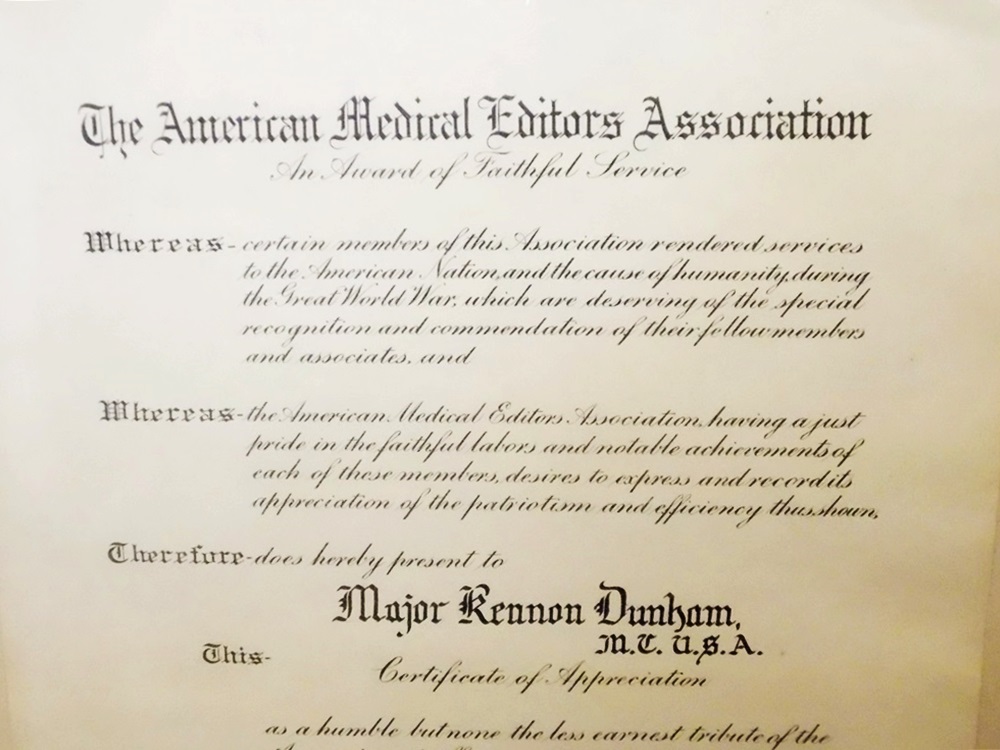 The American Medical Editors Association
An Award of Faithful Service
Whereas- certain members of this Association rendered services
to the American Nation, and the cause of humanity, during
the Great World War, which are deserving of the special
recognition and commendation of their fellow members
and associates, and
Whereas- the American Medical Editors Association, having a just
pride in the faithful labors and notable achievements of
each of these members, desires to express and record its
appreciation of the patriotism and efficiency thus shown,
Therefore- does hereby present to
Major Kennon Dunham,
M.C. U.S.A.
This-
Certificate of Appreciation
as a humble but none the less earnest tribute of the